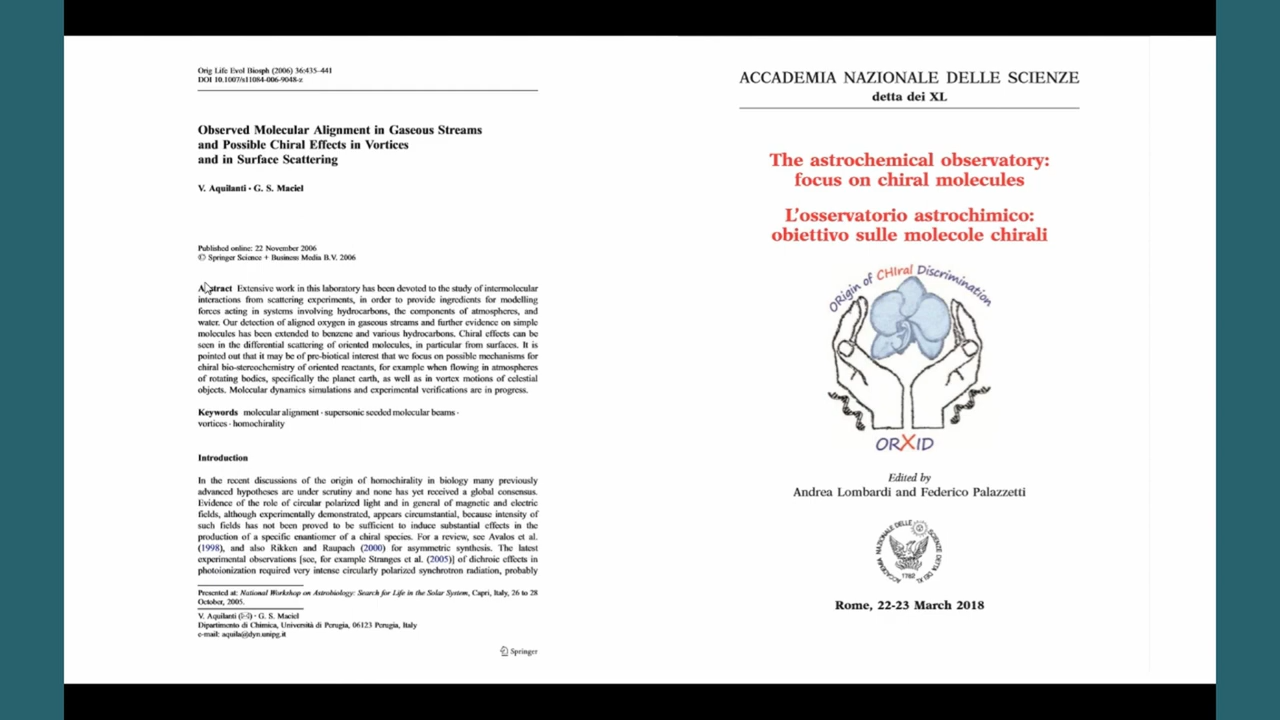 Orig Life Evol Biosph (2006) 36:435–441
DOI 10.1007/s11084-006-9048-z
Observed Molecular Alignment in Gaseous Streams
and Possible Chiral Effects in Vortices
and in Surface Scattering
V. Aquilanti · G. S. Maciel
Published online: 22 November 2006
© Springer Science + Business Media B.V. 2006
Abstract Extensive work in this laboratory has been devoted to the study of intermolecular
interactions from scattering experiments, in order to provide ingredients for modelling
forces acting in systems involving hydrocarbons, the components of atmospheres, and
water. Our detection of aligned oxygen in gaseous streams and further evidence on simple
molecules has been extended to benzene and various hydrocarbons. Chiral effects can be
seen in the differential scattering of oriented molecules, in particular from surfaces. It is
pointed out that it may be of pre-biotical interest that we focus on possible mechanisms for
chiral bio-stereochemistry of oriented reactants, for example when flowing in atmospheres
of rotating bodies, specifically the planet earth, as well as in vortex motions of celestial
objects. Molecular dynamics simulations and experimental verifications are in progress.
Keywords molecular alignment · supersonic seeded molecular beams ·
vortices · homochirality
Introduction
In the recent discussions of the origin of homochirality in biology many previously
advanced hypotheses are under scrutiny and none has yet received a global consensus.
Evidence of the role of circular polarized light and in general of magnetic and electric
fields, although experimentally demonstrated, appears circumstantial, because intensity of
such fields has not been proved to be sufficient to induce substantial effects in the
production of a specific enantiomer of a chiral species. For a review, see Avalos et al.
(1998), and also Rikken and Raupach (2000) for asymmetric synthesis. The latest
experimental observations [see, for example Stranges et al. (2005)] of dichroic effects in
photoionization required very intense circularly polarized synchrotron radiation, probably
Presented at: National Workshop on Astrobiology: Search for Life in the Solar System, Capri, Italy, 26 to 28
October, 2005.
V. Aquilanti (✉) · G. S. Maciel
Dipartimento di Chimica, Università di Perugia, 06123 Perugia, Italy
e-mail: aquila@dyn.unipg.it
Springer
ACCADEMIA NAZIONALE DELLE SCIENZE
detta dei XL
The astrochemical observatory:
focus on chiral molecules
L'osservatorio astrochimico:
obiettivo sulle molecole chirali
ORigin of CHIral Discrimination
ORXID
Edited by
Andrea Lombardi and Federico Palazzetti
ACCADEMIA NAZIONALE DELLE SCIENZE DETTA DEI XL
1782
Rome, 22-23 March 2018